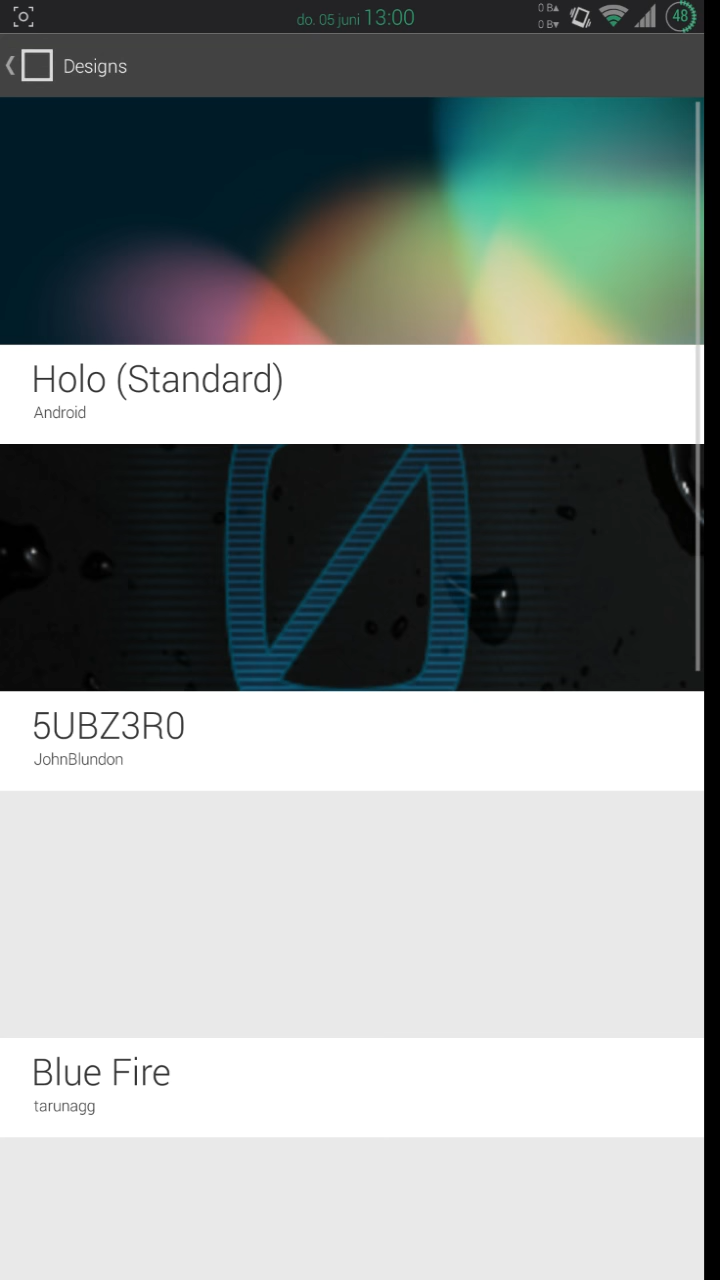 do. 05 juni 13:00
0 B▲
0 B▼
48
Designs
Holo (Standard)
Android
5UBZ3R0
JohnBlundon
Blue Fire
tarunagg